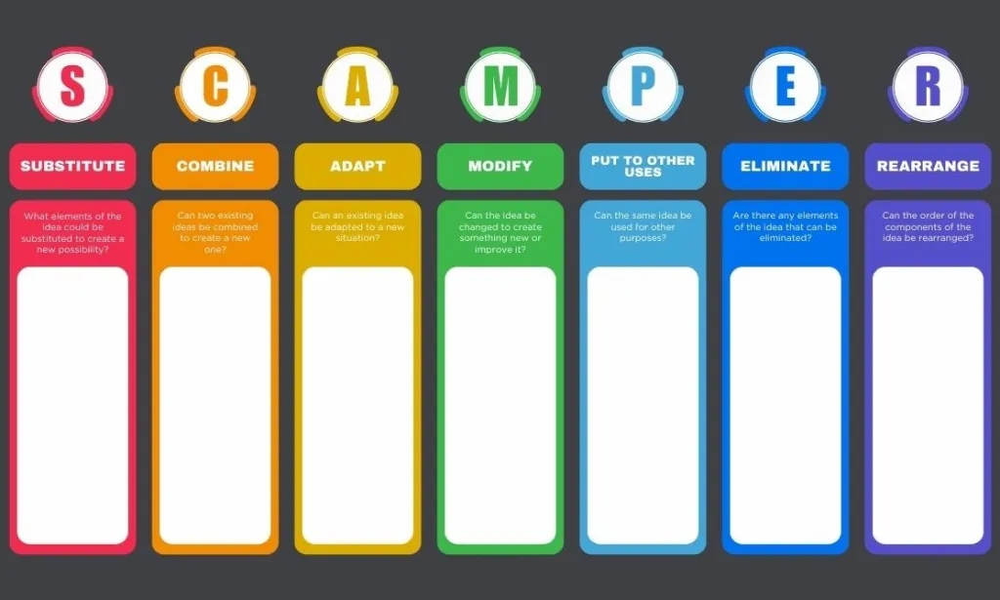 S
C
A
M
P
E
R
SUBSTITUTE
COMBINE
ADAPT
MODIFY
PUT TO OTHER
USES
ELIMINATE
REARRANGE
What elements of the
idea could be
substituted to create a
new possibility?
Can two existing
ideas be combined
to create a new
one?
Can an existing idea
be adapted to a new
situation?
Can the idea be
changed to create
something new or
improve it?
Can the same idea be
used for other
purposes?
Are there any elements
of the idea that can be
eliminated?
Can the order of the
components of the
idea be rearranged?